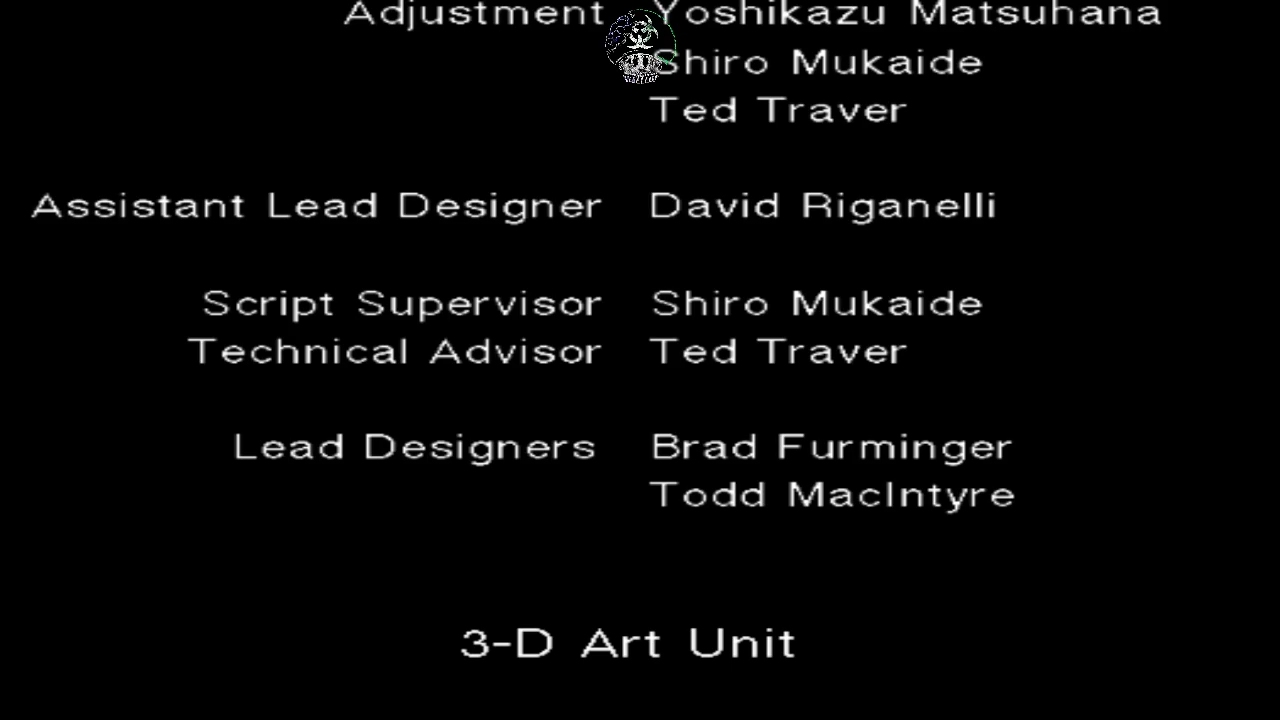 Adjustment Yoshikazu Matsuhana
Shiro Mukaide
Ted Traver
Assistant Lead Designer David Riganelli
Script Supervisor Shiro Mukaide
Technical Advisor Ted Traver
Lead Designers Brad Furminger
Todd MacIntyre
3-D Art Unit